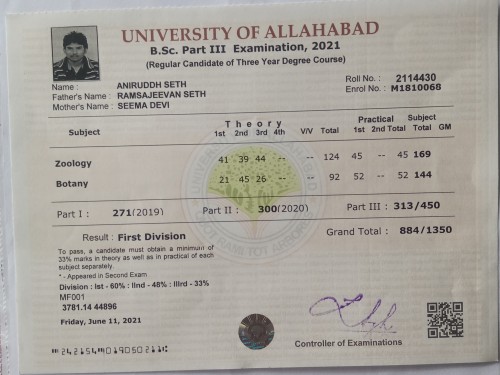 UNIVERSITY OF ALLAHABAD
B.Sc. Part III Examination, 2021
(Regular Candidate of Three Year Degree Course)
Roll No. : 2114430
Enrol No. : M1810068
Name : ANIRUDDH SETH
Father's Name : RAMSAJEEVAN SETH
Mother's Name : SEEMA DEVI
Theory Practical Subject
Subject 1st 2nd 3rd 4th V/V Total 1st 2nd Total Total GM
Zoology 41 39 44 -- -- 124 45 -- 45 169
Botany 21 45 26 -- -- 92 52 -- 52 144
Part I : 271(2019) Part II : 300(2020) Part III : 313/450
Result : First Division Grand Total : 884/1350
To pass, a candidate must obtain a minimum of
33% marks in theory as well as in practical of each
subject separately.
* - Appeared in Second Exam
Division : Ist - 60% : IInd - 48% : IIIrd - 33%
MF001
3781.14 44896
Friday, June 11, 2021
Controller of Examinations